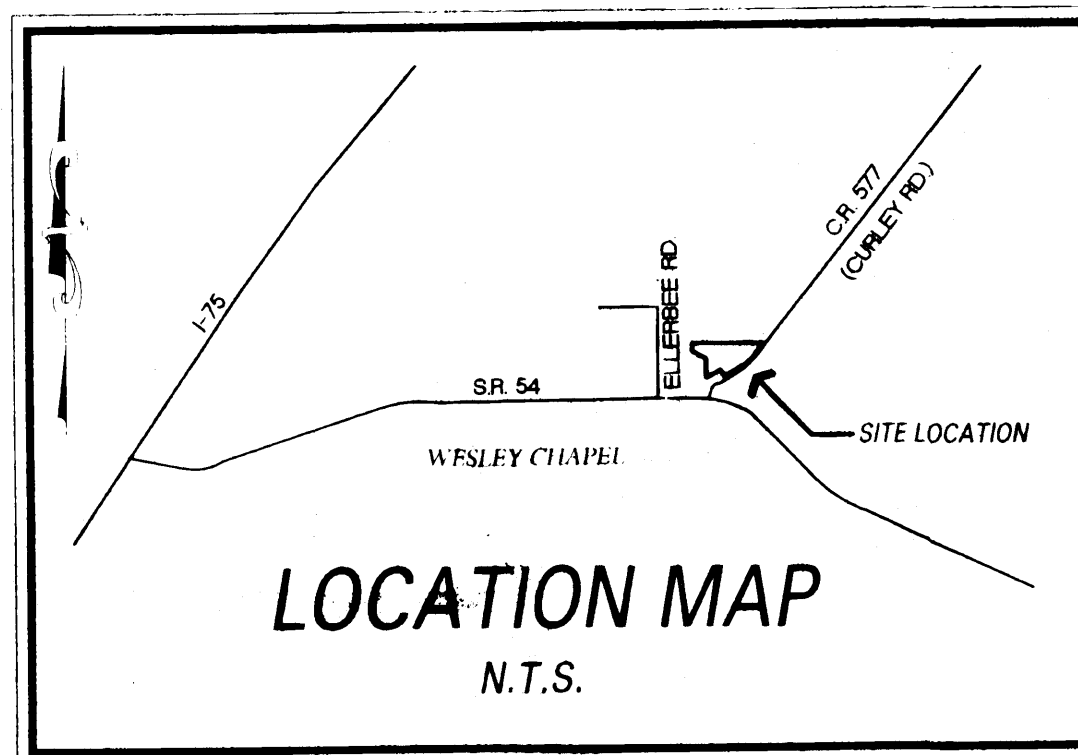 I-75
S.R. 54
ELLERBEE RD
C.R. 577
(CURLEY RD.)
SITE LOCATION
WESLEY CHAPEL
LOCATION MAP
N.T.S.